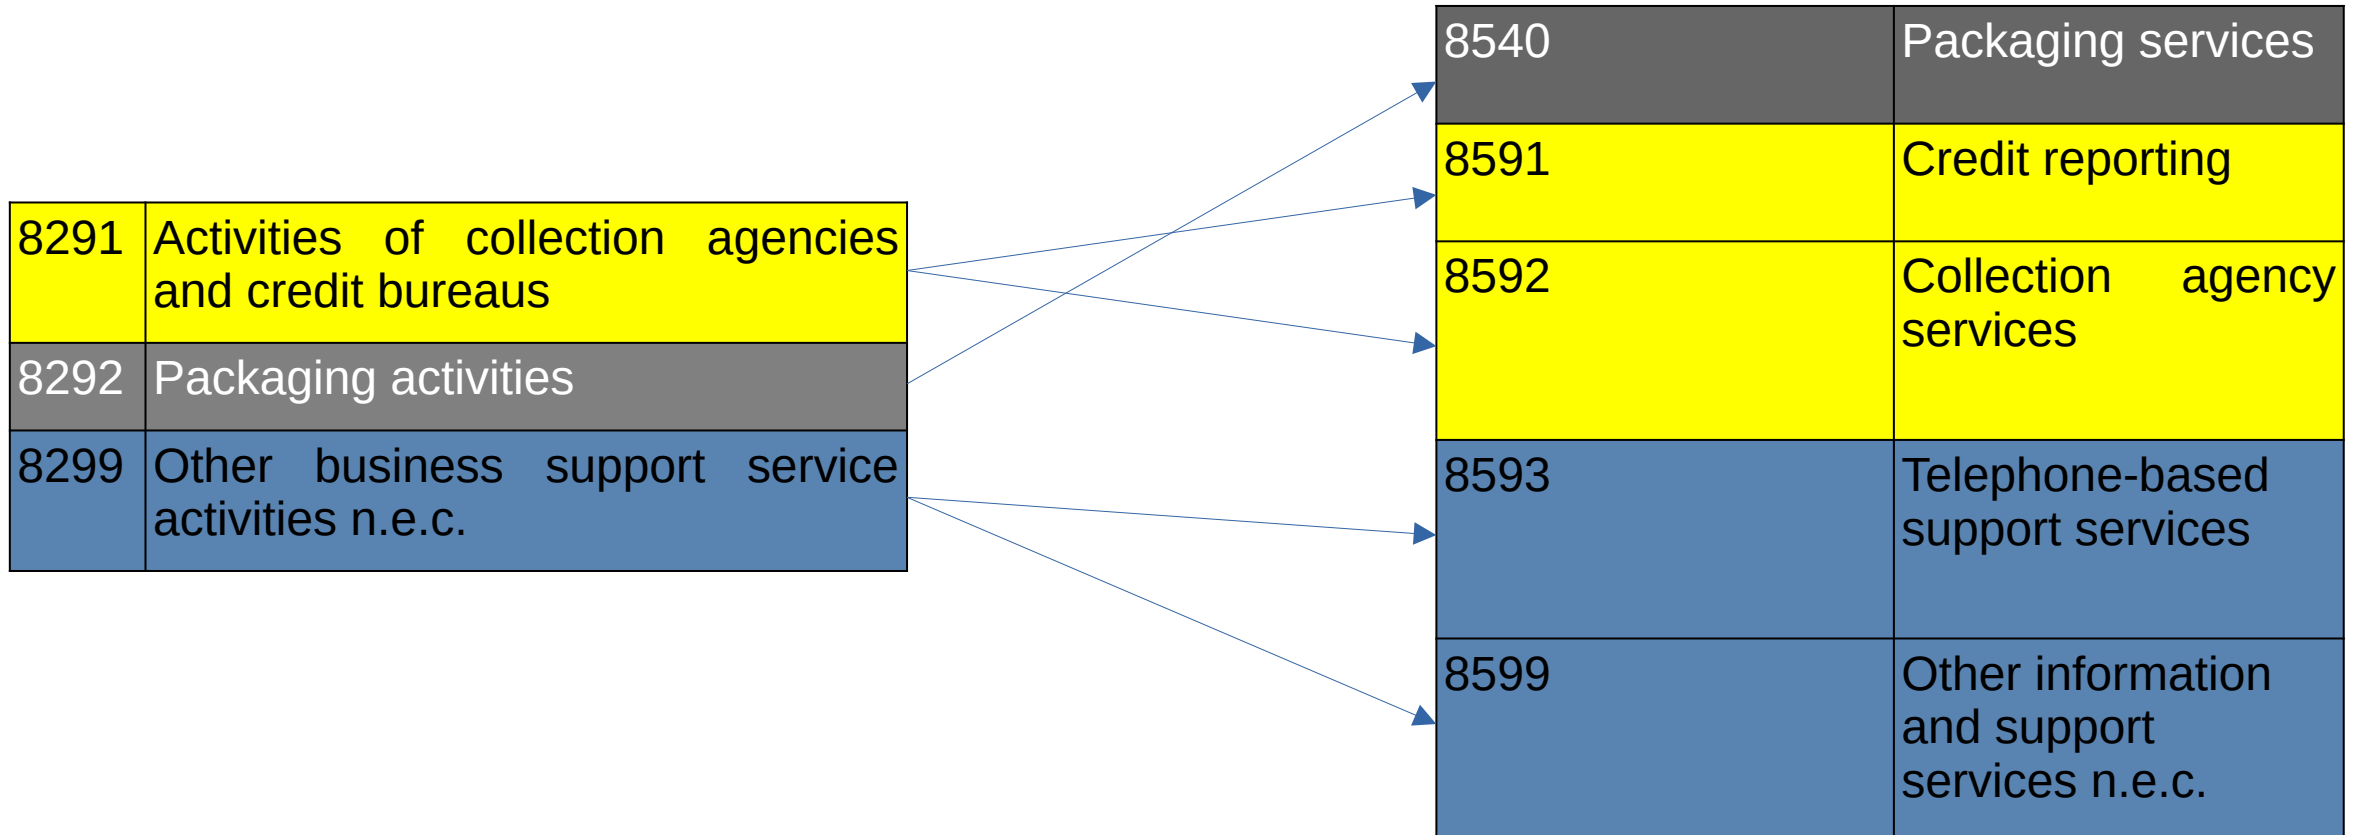 8291 Activities of collection agencies
and credit bureaus
8292 Packaging activities
8299 Other business support service
activities n.e.c.
8540 Packaging services
8591 Credit reporting
8592 Collection agency
services
8593 Telephone-based
support services
8599 Other information
and support
services n.e.c.